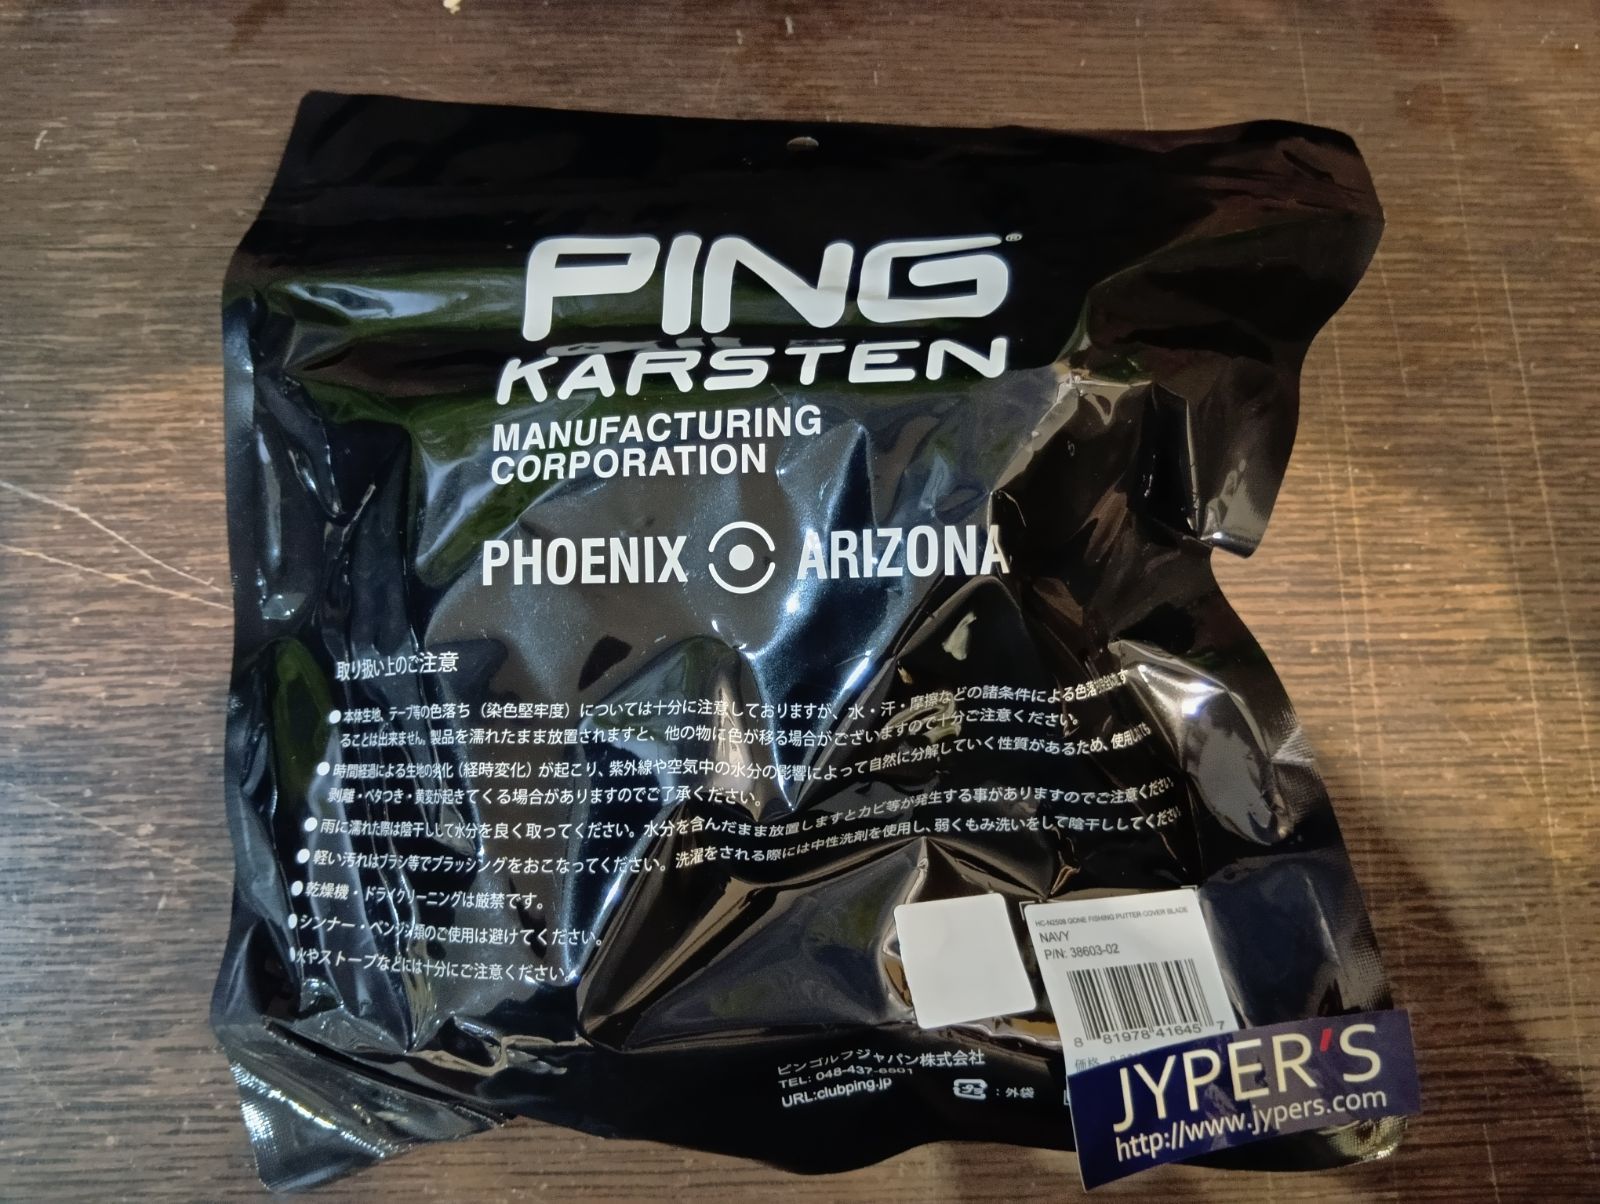 PING®
KARSTEN
MANUFACTURING
CORPORATION
PHOENIX ARIZONA
取り扱い上のご注意
●本体生地、テープ等の色落ち（染色堅牢度）については十分に注意しておりますが、水・汗・摩擦などの諸条件による色落
ることは出来ません。製品を濡れたまま放置されますと、他の物に色が移る場合がございますので十分ご注意ください。
●時間経過による生地の劣化（経時変化）が起こり、紫外線や空気中の水分の影響によって自然に分解していく性質があるため、使用
剥離・ベタつき・黄変が起きてくる場合がありますのでご了承ください。
●雨に濡れた際は陰干しして水分を良く取ってください。水分を含んだまま放置しますとカビ等が発生する事がありますのでご注意ください。
●軽い汚れはブラシ等でブラッシングをおこなってください。洗濯をされる際には中性洗剤を使用し、弱くもみ洗いをして陰干ししてください。
●乾燥機・ドライクリーニングは厳禁です。
●シンナー・ベンジン類のご使用は避けてください。
●火やストーブなどには十分にご注意ください。
HC-N2508 GONE FISHING PUTTER COVER BLADE
NAVY
P/N: 38603-02
8 81978 41645 7
価格
ピンゴルフジャパン株式会社
TEL: 048-437-
URL:clubping.jp
：外袋
JYPER'S
http://www.jypers.com